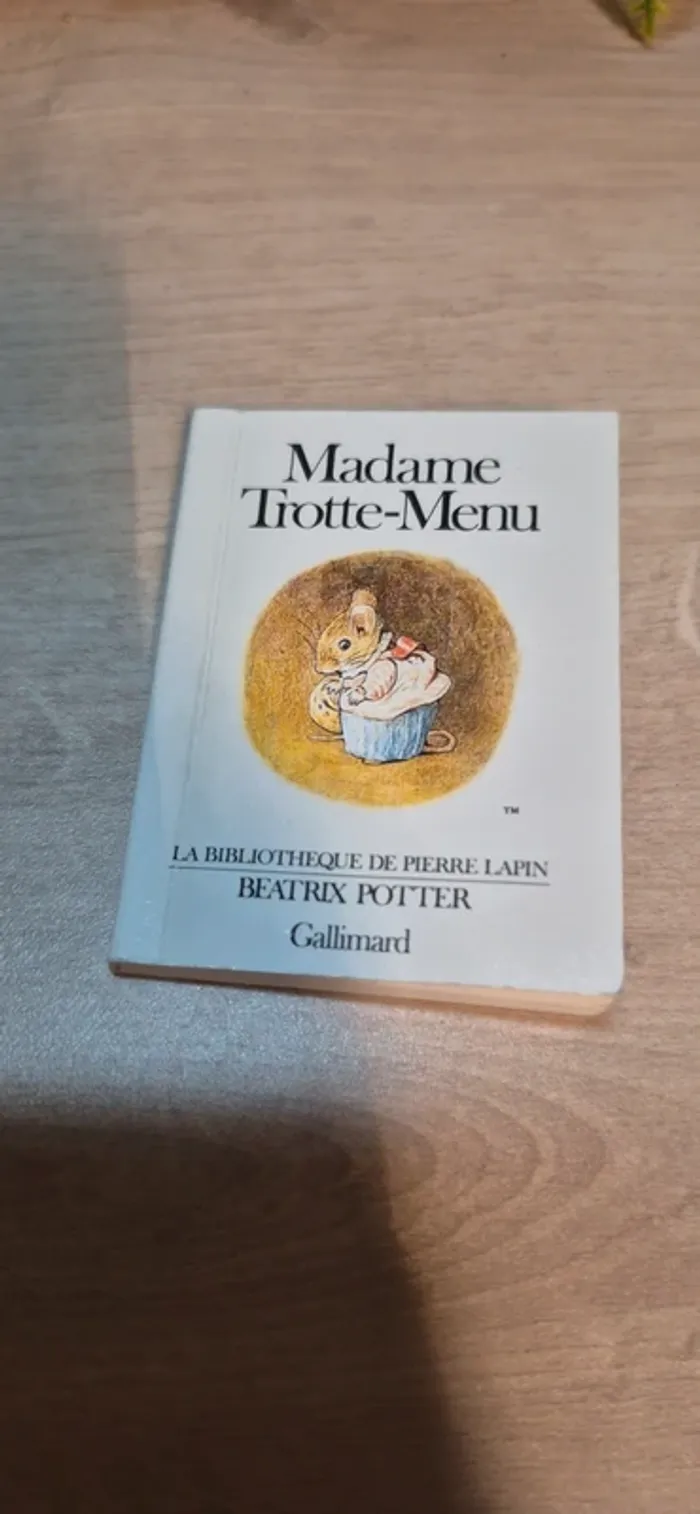 Madame
Trotte-Menu
TM
LA BIBLIOTHEQUE DE PIERRE LAPIN
BEATRIX POTTER
Gallimard